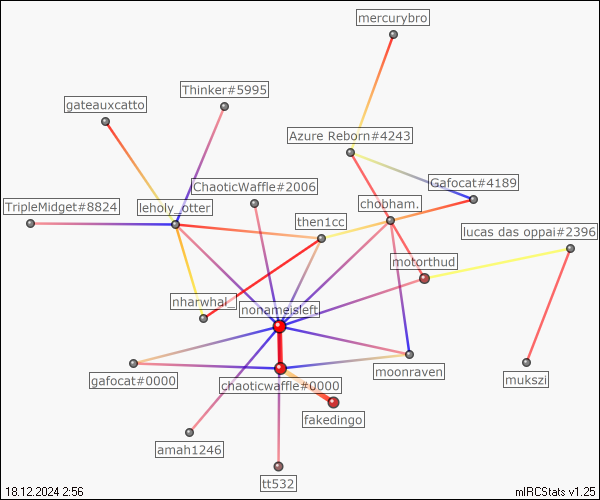 mercurybro
Thinker#5995
gateauxcatto
Azure Reborn#4243
ChaoticWaffle#2006
Gafocat#4189
TripleMidget#8824
leholy_otter
chobham.
then1cc
lucas das oppai#2396
motorthud
nharwhal_
nonameisleft
moonraven
gafocat#0000
chaoticwaffle#0000
mukszi
fakedingo
amah1246
tt532
18.12.2024 2:56
mIRCStats v1.25